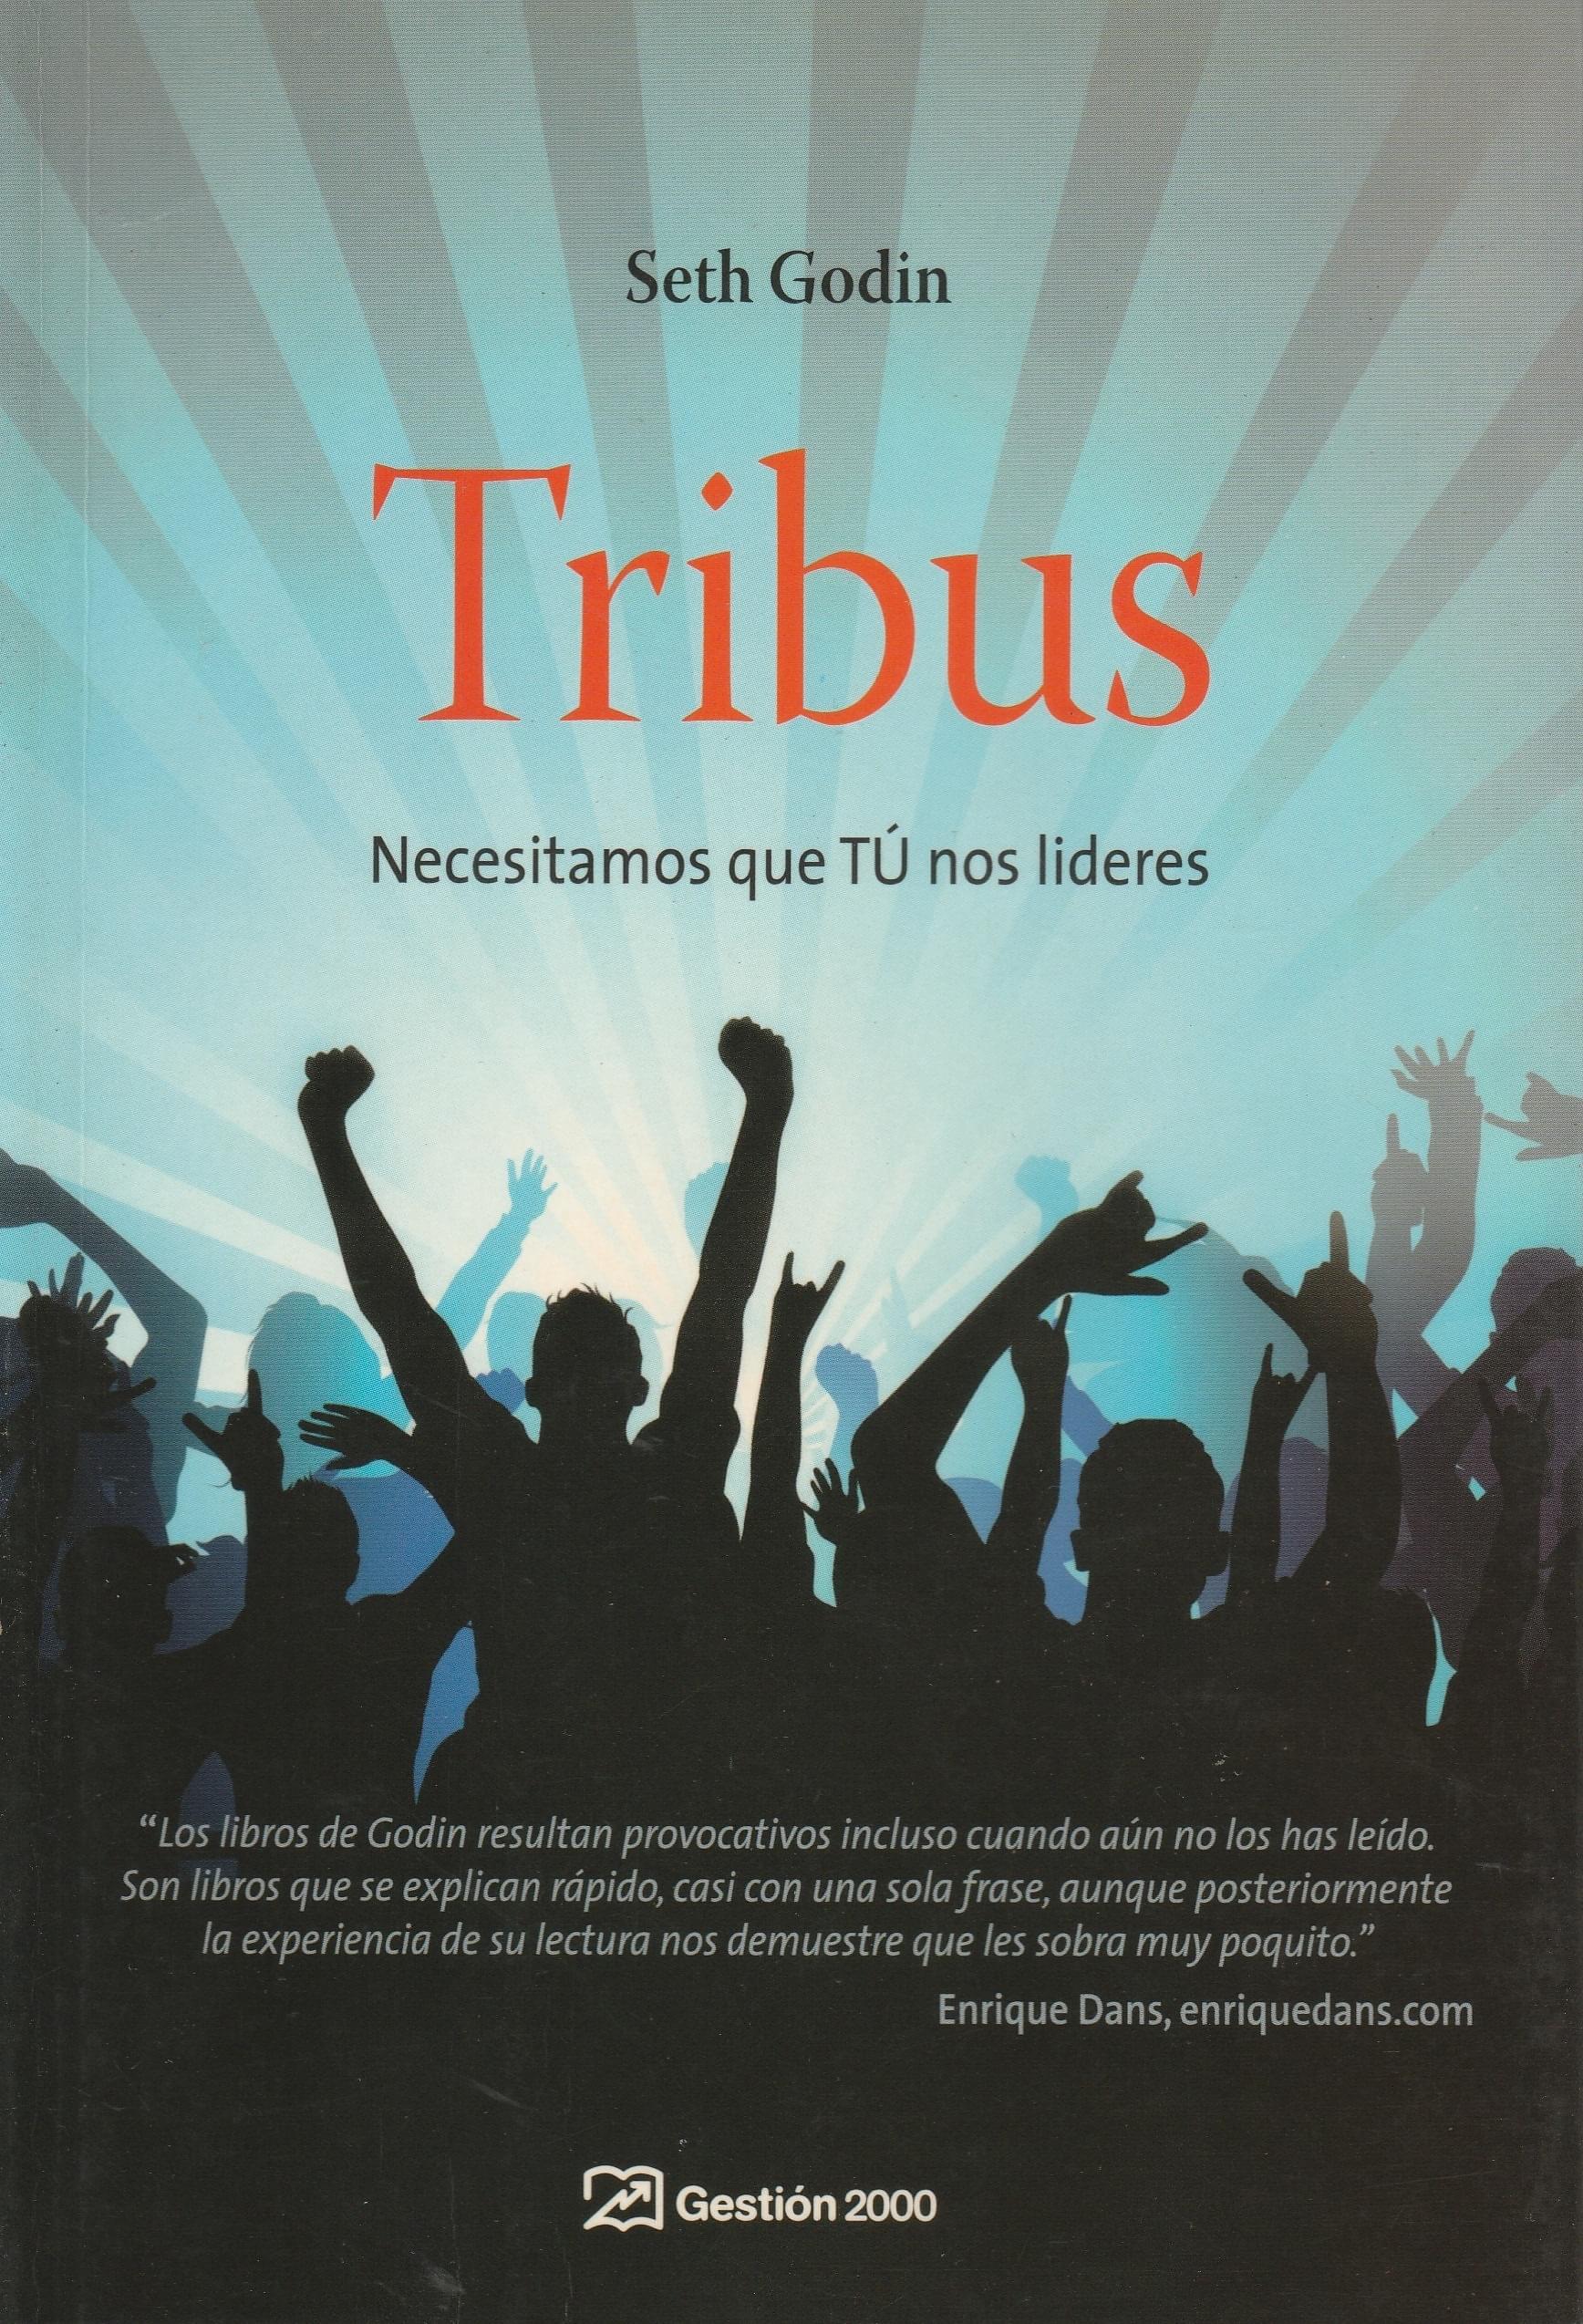 Seth Godin
Tribus
Necesitamos que TÚ nos lideres
“Los libros de Godin resultan provocativos incluso cuando aún no los has leído.
Son libros que se explican rápido, casi con una sola frase, aunque posteriormente
la experiencia de su lectura nos demuestre que les sobra muy poquito.”
Enrique Dans, enriquedans.com
Gestión 2000